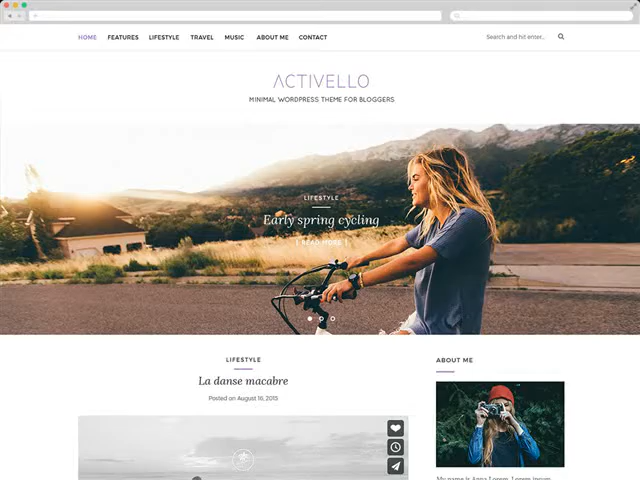 HOME FEATURES LIFESTYLE TRAVEL MUSIC ABOUT ME CONTACT
Search and hit enter...
ACTIVELLO
MINIMAL WORDPRESS THEME FOR BLOGGERS
LIFESTYLE
Early spring cycling
[ READ MORE ]
LIFESTYLE
La danse macabre
Posted on August 16, 2015
ABOUT ME
My name is Anna Lorem. Lorem ipsum